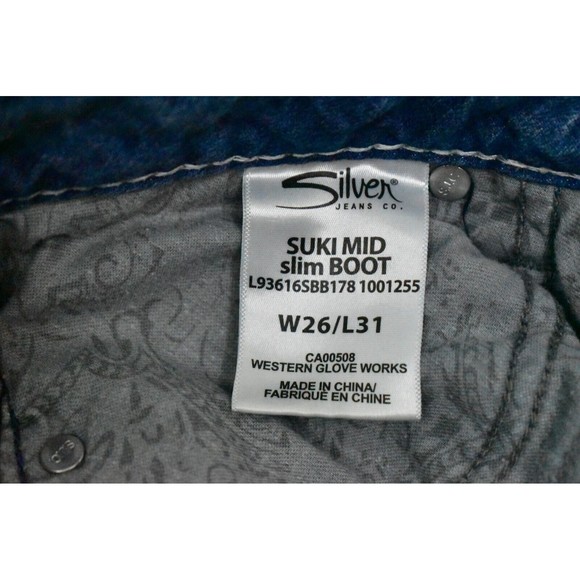 Silver®
JEANS CO.
SUKI MID
slim BOOT
L93616SBB178 1001255
W26/L31
CA00508
WESTERN GLOVE WORKS
MADE IN CHINA/
FABRIQUÉ EN CHINE